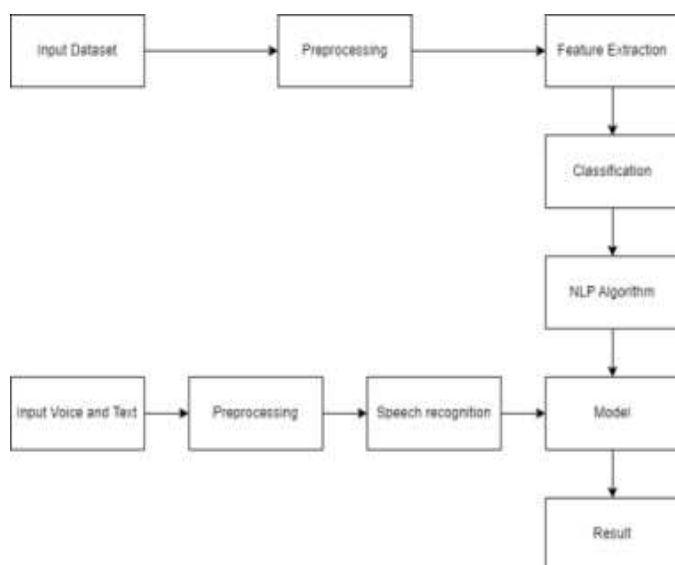 Input Dataset
Preprocessing
Feature Extraction
Classification
NLP Algorithm
Input Voice and Text
Preprocessing
Speech recognition
Model
Result